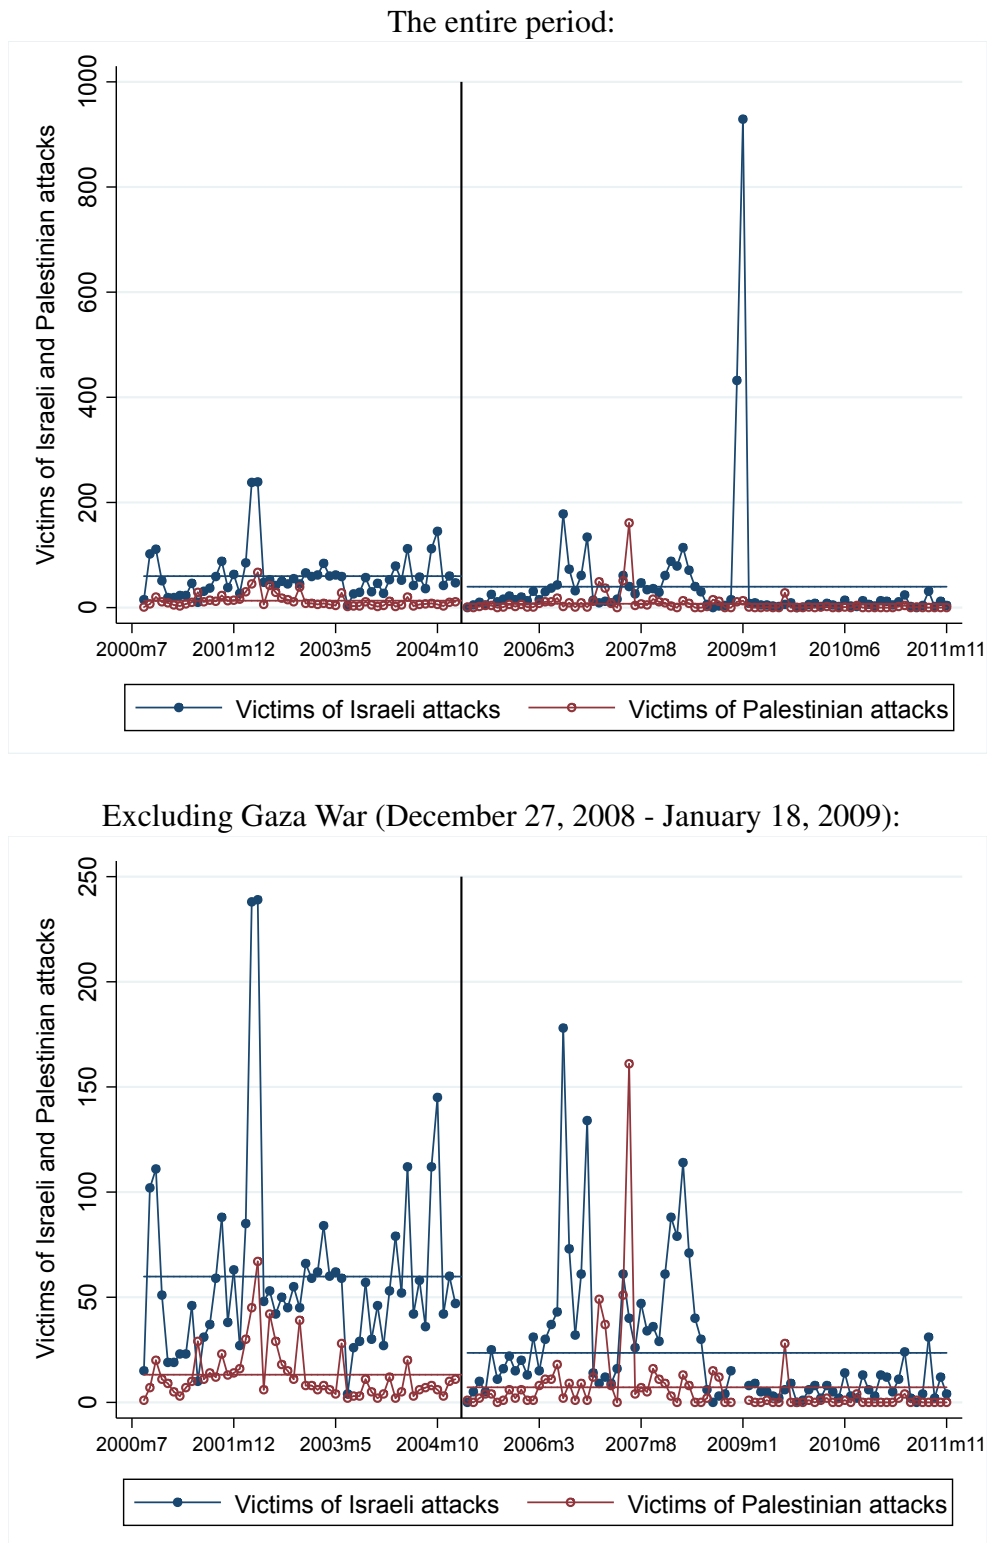 The entire period:
Victims of Israeli and Palestinian attacks
1000
800
600
400
200
0
2000m7 2001m12 2003m5 2004m10 2006m3 2007m8 2009m1 2010m6 2011m11
Victims of Israeli attacks Victims of Palestinian attacks
Excluding Gaza War (December 27, 2008 - January 18, 2009):
Victims of Israeli and Palestinian attacks
250
200
150
100
50
0
2000m7 2001m12 2003m5 2004m10 2006m3 2007m8 2009m1 2010m6 2011m11
Victims of Israeli attacks Victims of Palestinian attacks